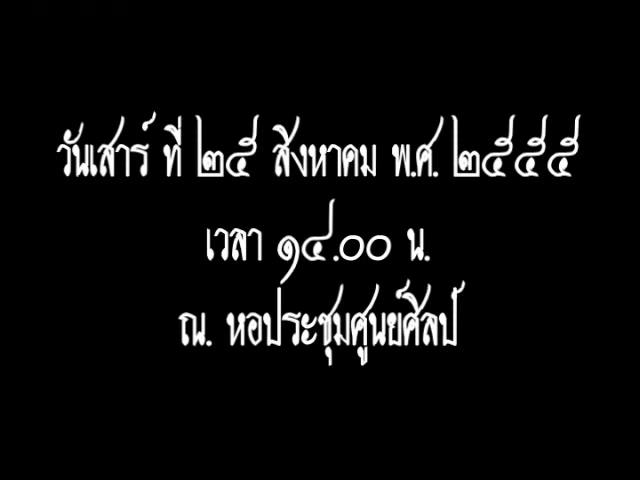 วันเสาร์ ที่ ๒๕ สิงหาคม พ.ศ. ๒๕๕๕
เวลา ๑๔.๐๐ น.
ณ. หอประชุมศูนย์ศิลป์